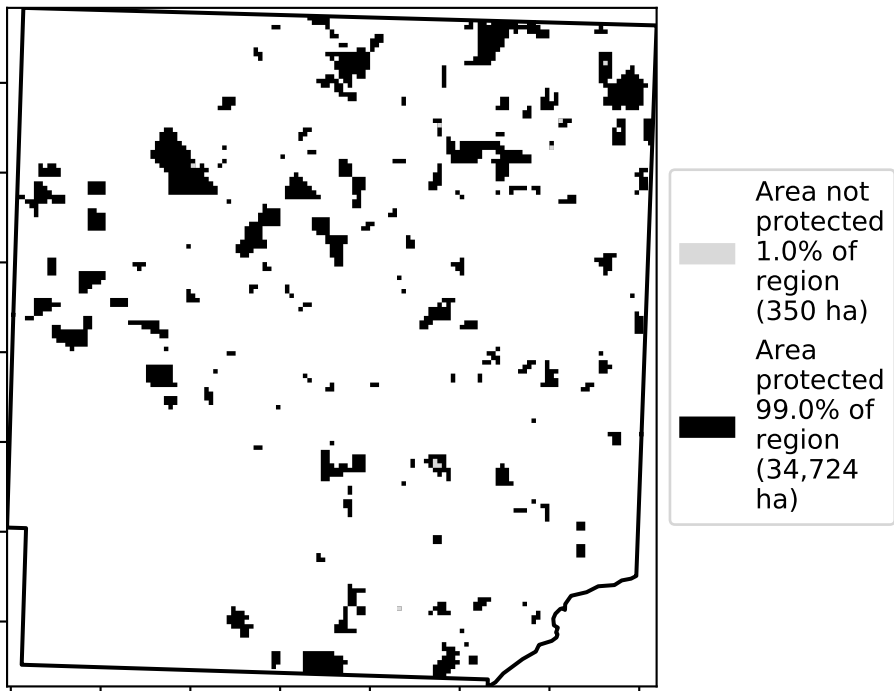 Area not
protected
1.0% of
region
(350 ha)
Area
protected
99.0% of
region
(34,724
ha)